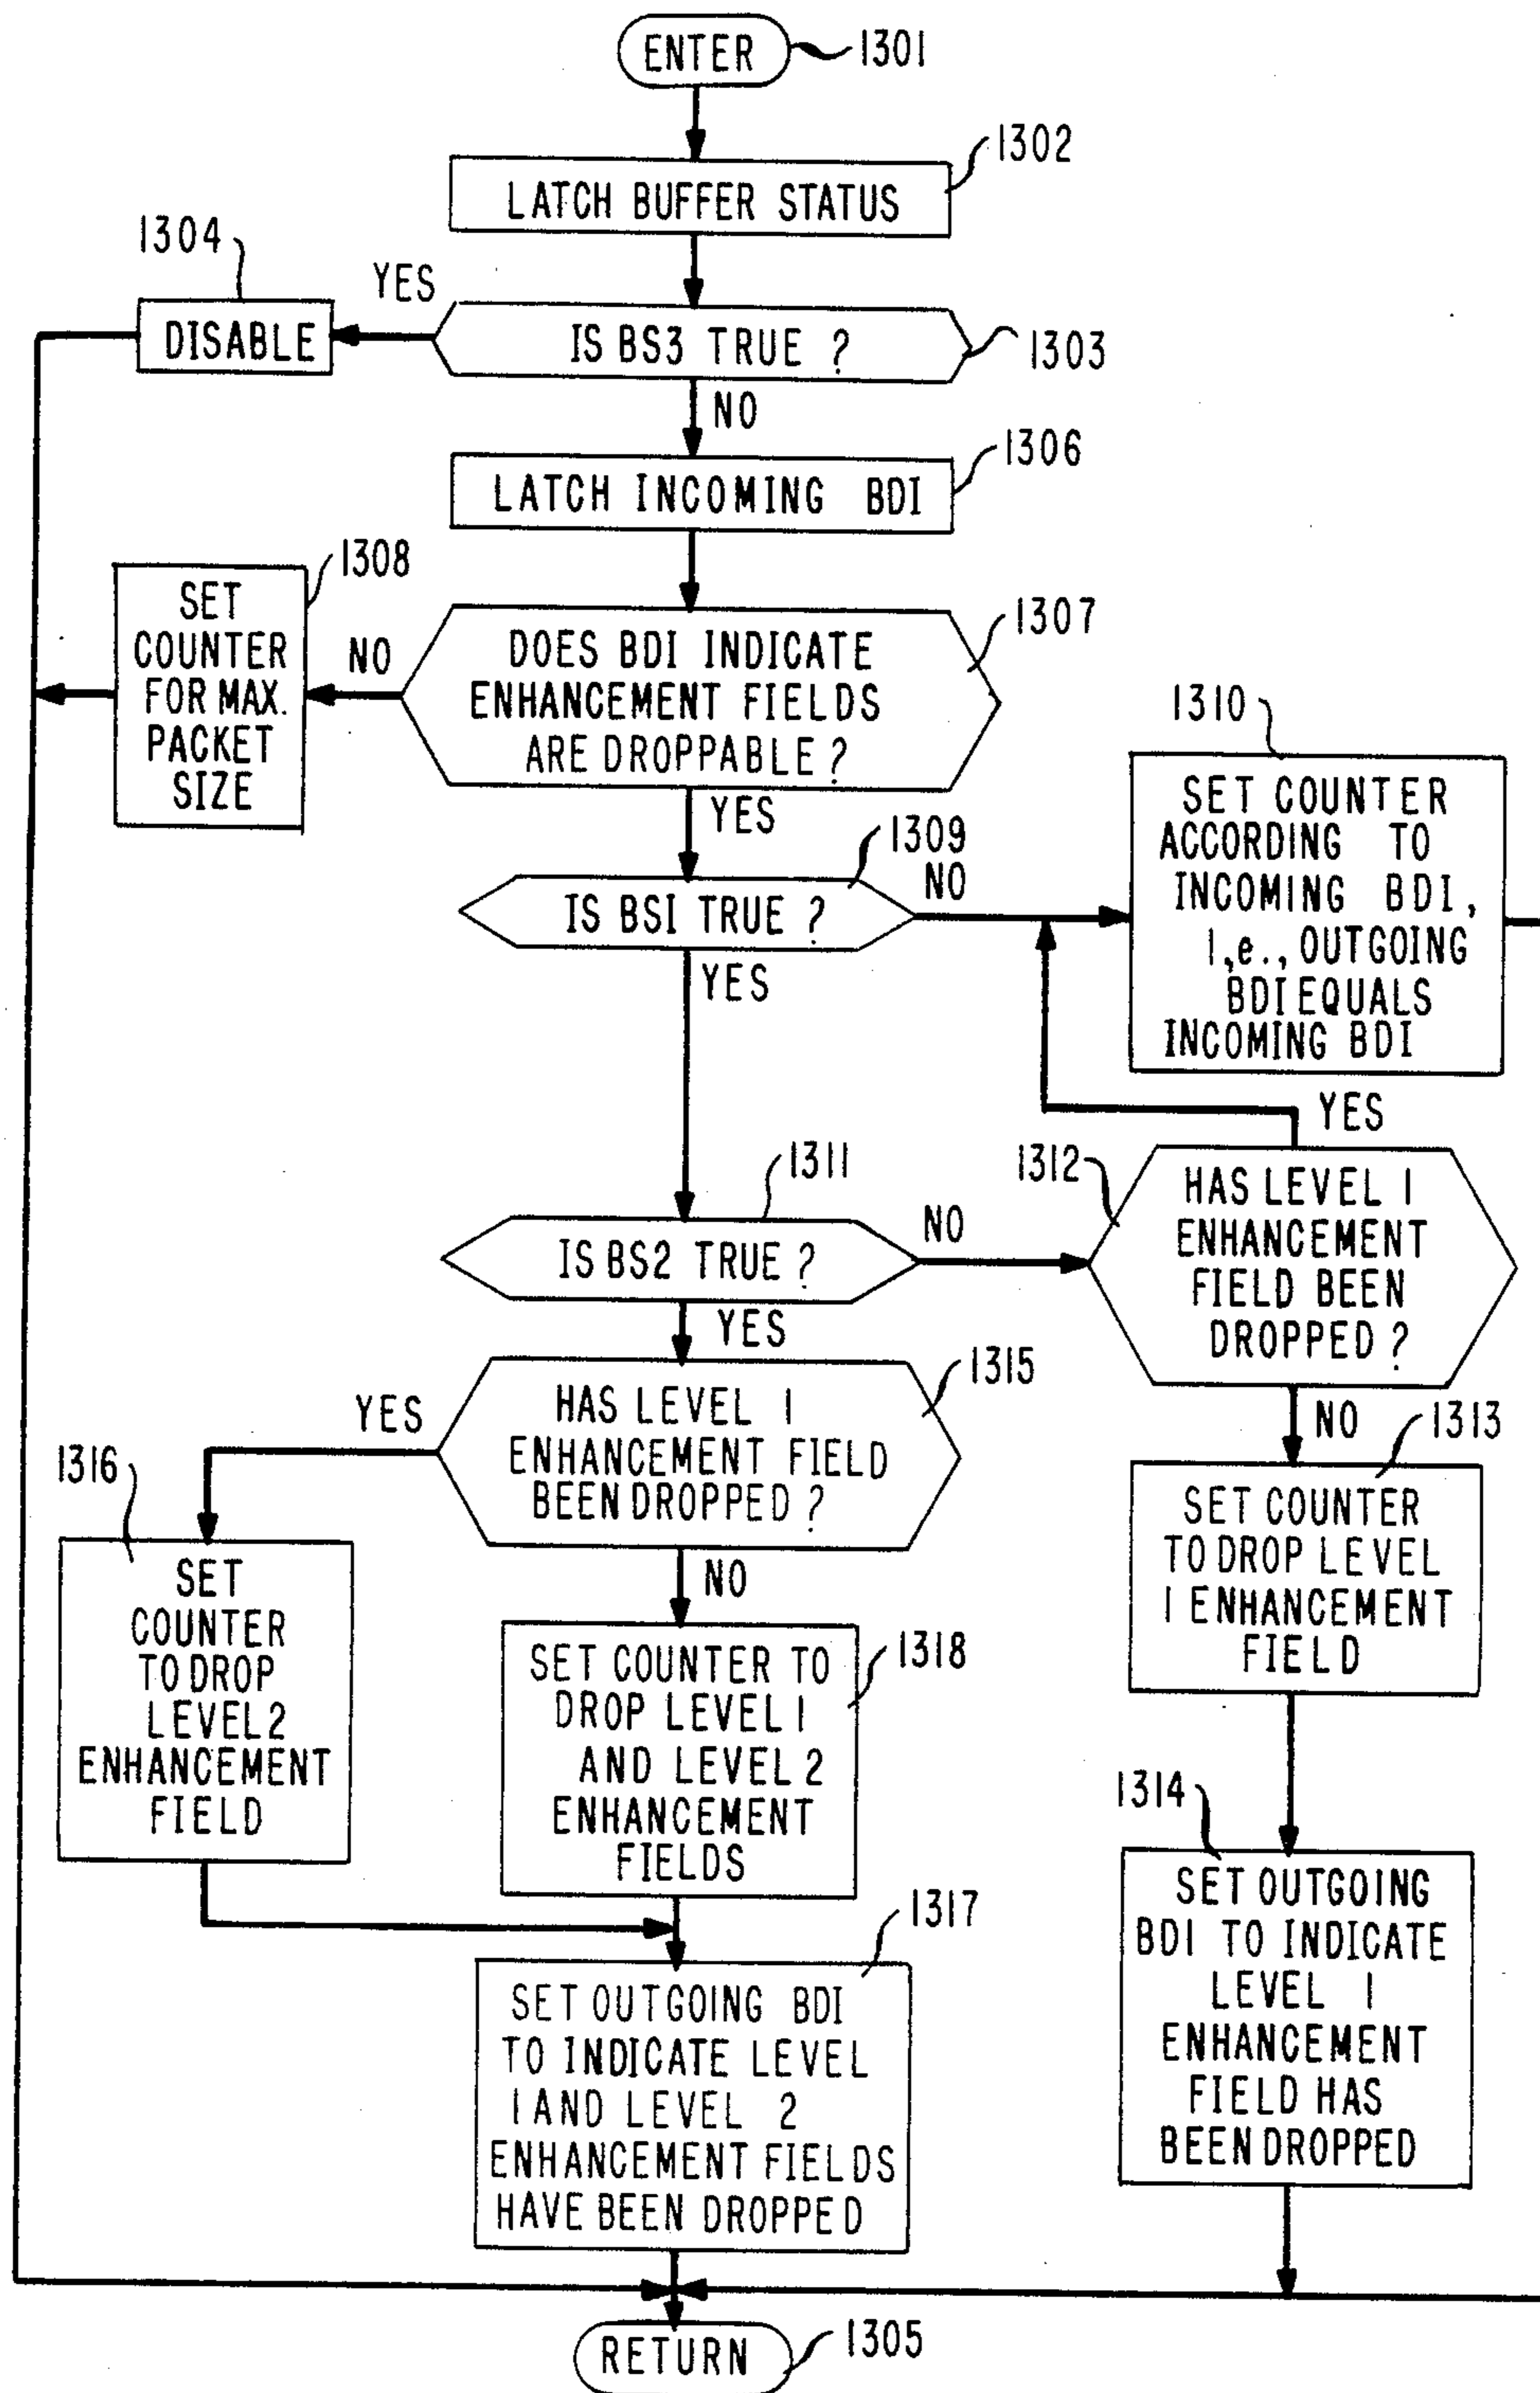 ENTER
1301
LATCH BUFFER STATUS
1302
IS BS3 TRUE ?
1303
YES
1304
DISABLE
NO
LATCH INCOMING BDI
1306
DOES BDI INDICATE
ENHANCEMENT FIELDS
ARE DROPPABLE ?
1307
NO
1308
SET
COUNTER
FOR MAX.
PACKET
SIZE
YES
IS BS1 TRUE ?
1309
NO
1310
SET COUNTER
ACCORDING TO
INCOMING BDI,
I,e., OUTGOING
BDI EQUALS
INCOMING BDI
YES
YES
IS BS2 TRUE ?
1311
NO
1312
HAS LEVEL 1
ENHANCEMENT
FIELD BEEN
DROPPED ?
YES
HAS LEVEL 1
ENHANCEMENT FIELD
BEEN DROPPED ?
1315
NO
1313
SET COUNTER
TO DROP LEVEL
1 ENHANCEMENT
FIELD
YES
1316
SET
COUNTER
TO DROP
LEVEL 2
ENHANCEMENT
FIELD
NO
SET COUNTER TO
DROP LEVEL 1
AND LEVEL 2
ENHANCEMENT
FIELDS
1318
1314
SET OUTGOING
BDI TO INDICATE
LEVEL 1
ENHANCEMENT
FIELD HAS
BEEN DROPPED
1317
SET OUTGOING BDI
TO INDICATE LEVEL
1 AND LEVEL 2
ENHANCEMENT FIELDS
HAVE BEEN DROPPED
RETURN
1305